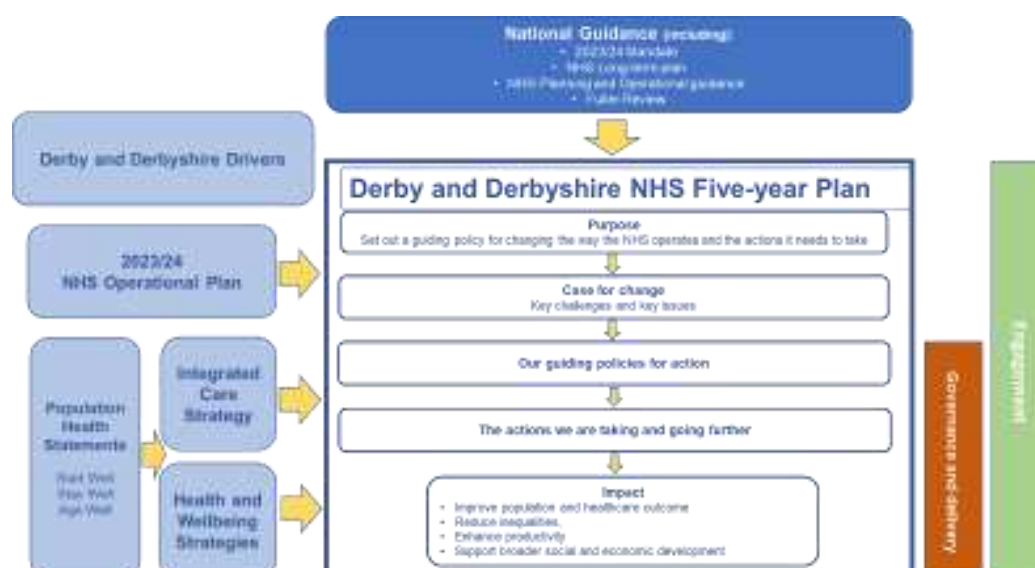 National Guidance (including)
• 2023/24 Mandate
• NHS Long term plan
• NHS Planning and Operational guidance
• Fuller Review
Derby and Derbyshire Drivers
Derby and Derbyshire NHS Five-year Plan
Purpose
Set out a guiding policy for changing the way the NHS operates and the actions it needs to take
2023/24
NHS Operational Plan
Case for change
Key challenges and key issues
Our guiding policies for action
Integrated
Care
Strategy
Population
Health
Statements
Start Well
Stay Well
Age Well
The actions we are taking and going further
Health and
Wellbeing
Strategies
Impact
• Improve population and healthcare outcome
• Reduce inequalities,
• Enhance productivity
• Support broader social and economic development
Governance and delivery
Engagement